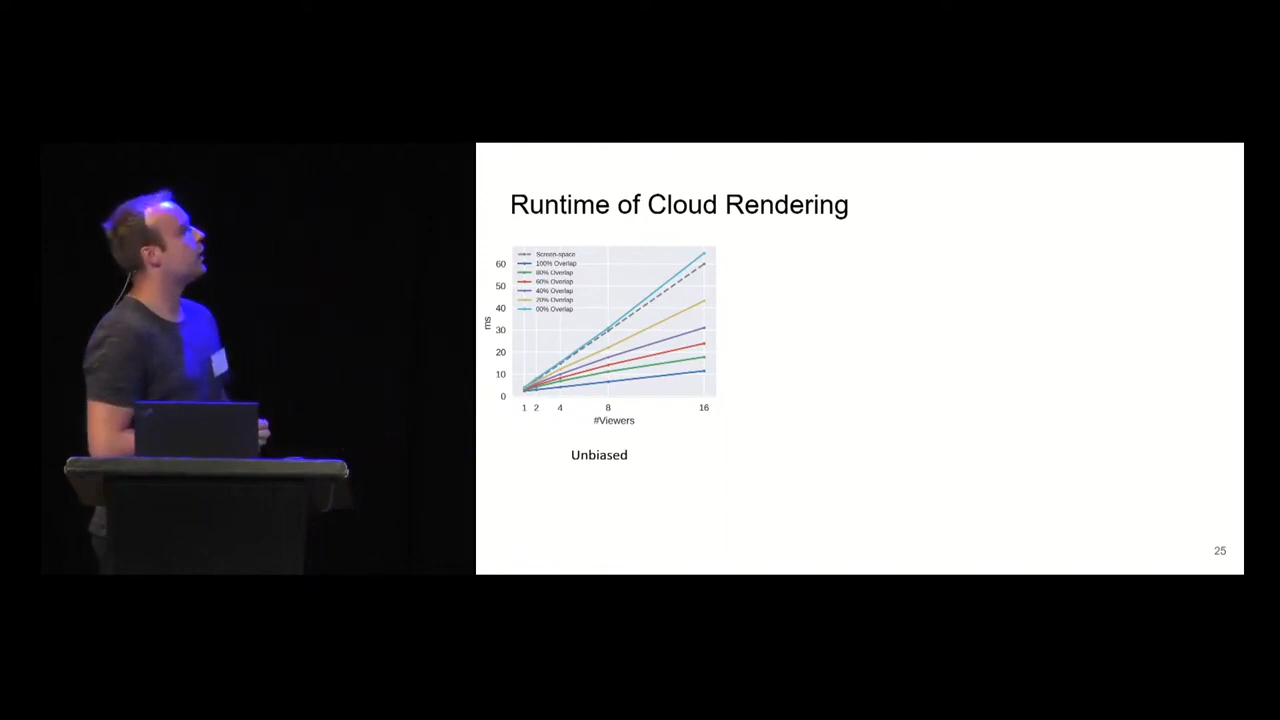 Runtime of Cloud Rendering
Screen-space
100% Overlap
80% Overlap
60% Overlap
40% Overlap
20% Overlap
00% Overlap
60
50
40
30
20
10
0
ms
1 2 4 8 16
#Viewers
Unbiased
25